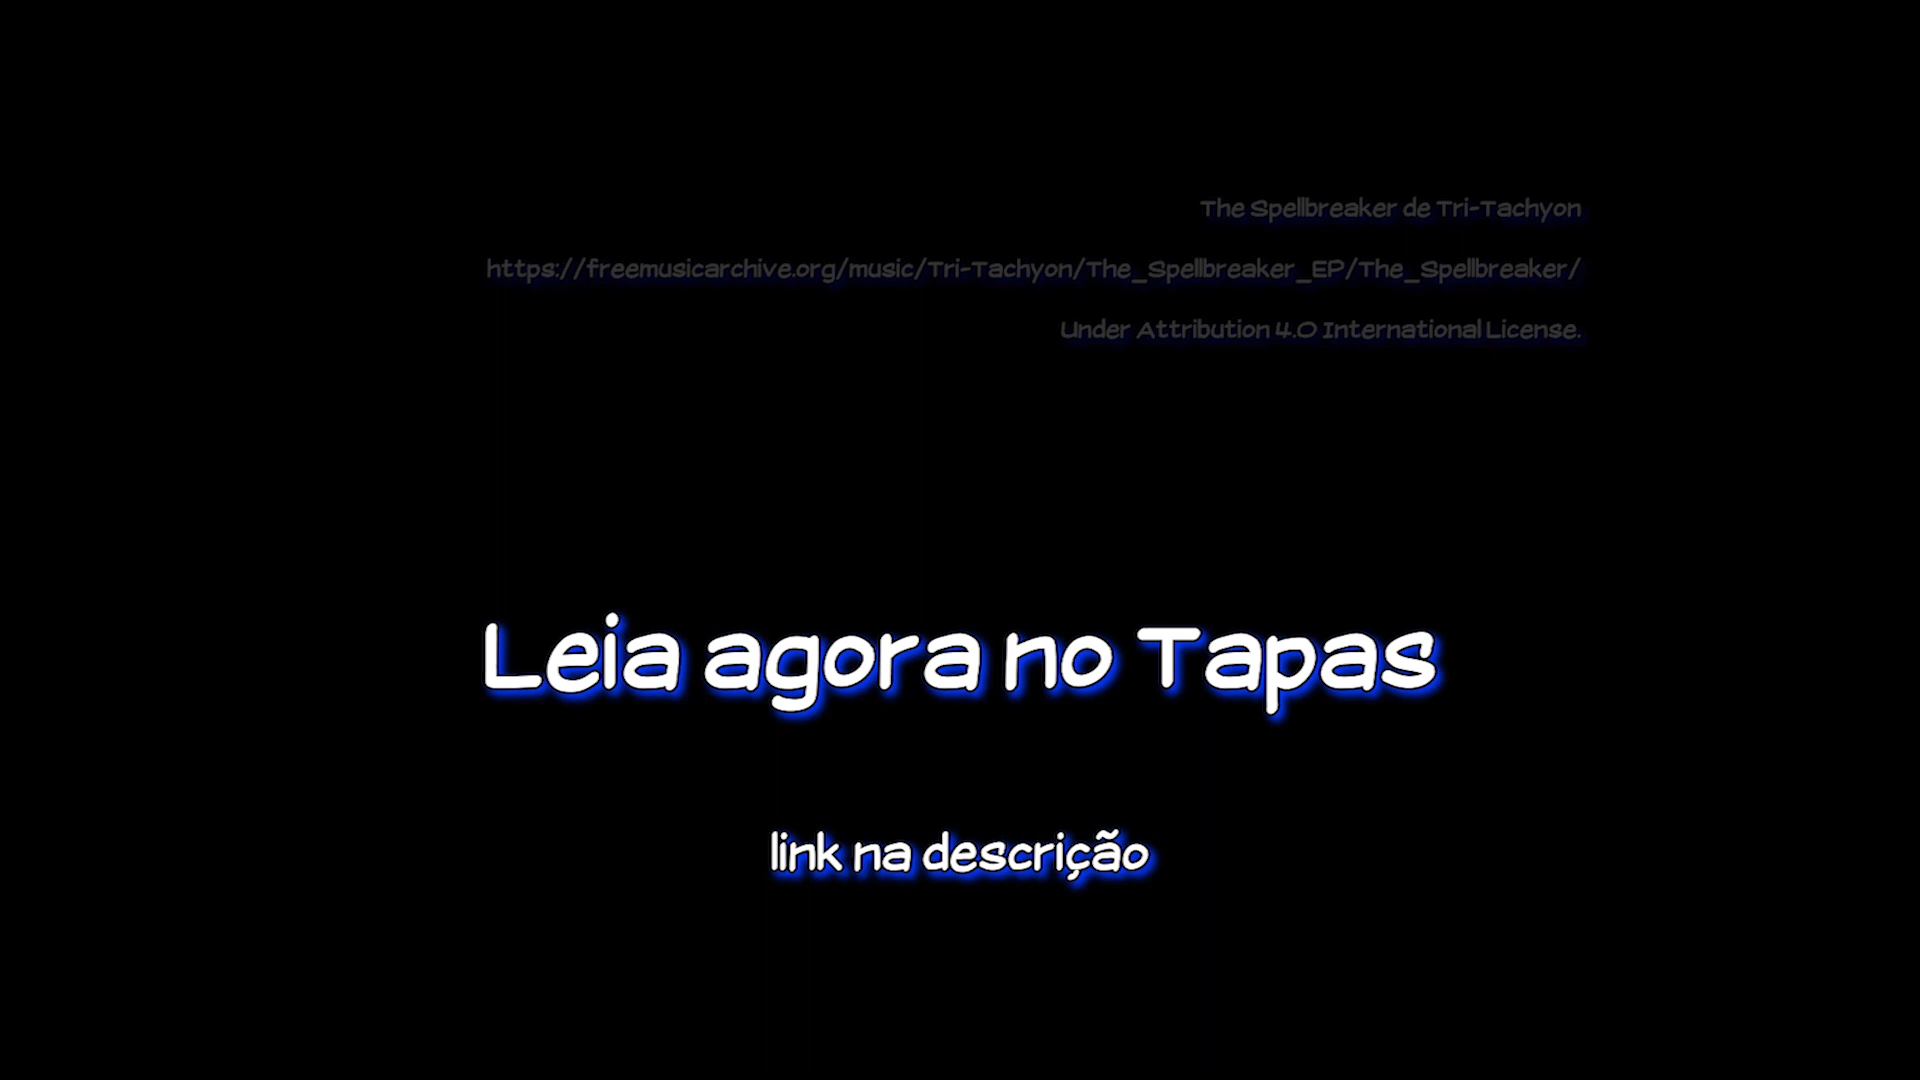 The Spellbreaker de Tri-Tachyon
https://freemusicarchive.org/music/Tri-Tachyon/The_Spellbreaker_EP/The_Spellbreaker/
Under Attribution 4.0 International License.
Leia agora no Tapas
link na descrição